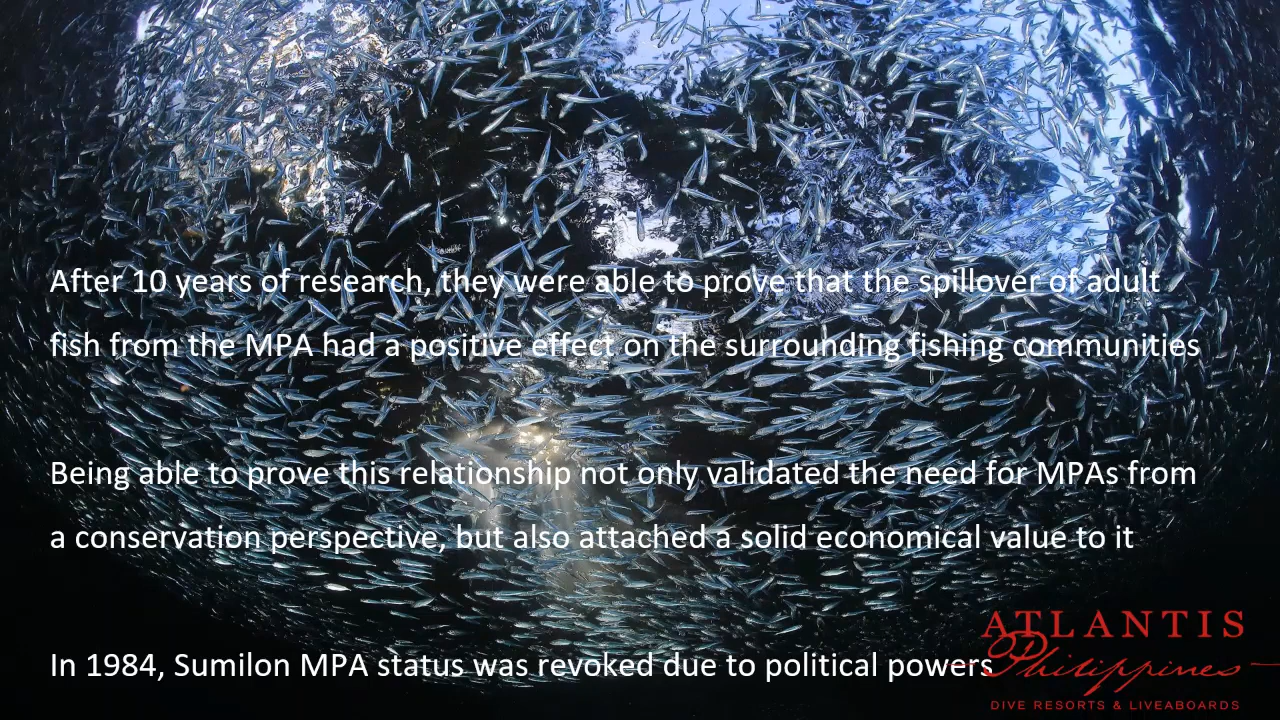 After 10 years of research, they were able to prove that the spillover of adult
fish from the MPA had a positive effect on the surrounding fishing communities
Being able to prove this relationship not only validated the need for MPAs from
a conservation perspective, but also attached a solid economical value to it
In 1984, Sumilon MPA status was revoked due to political powers
ATLANTIS
Philippines
DIVE RESORTS & LIVEABOARDS